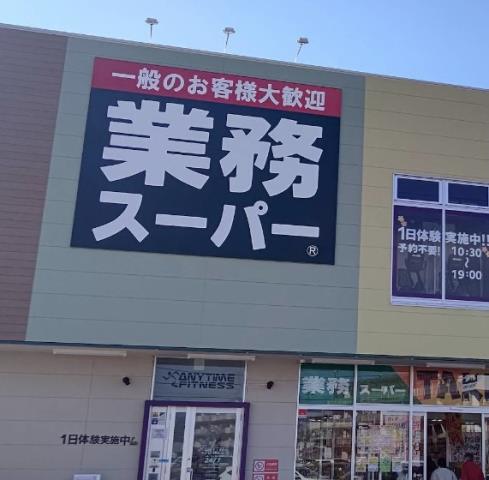 一般のお客様大歓迎
業務
スーパー
®
1日体験実施中!!
予約不要! 10:30
〜
19:00
ANYTIME
FITNESS
業務スーパー
1日体験実施中!